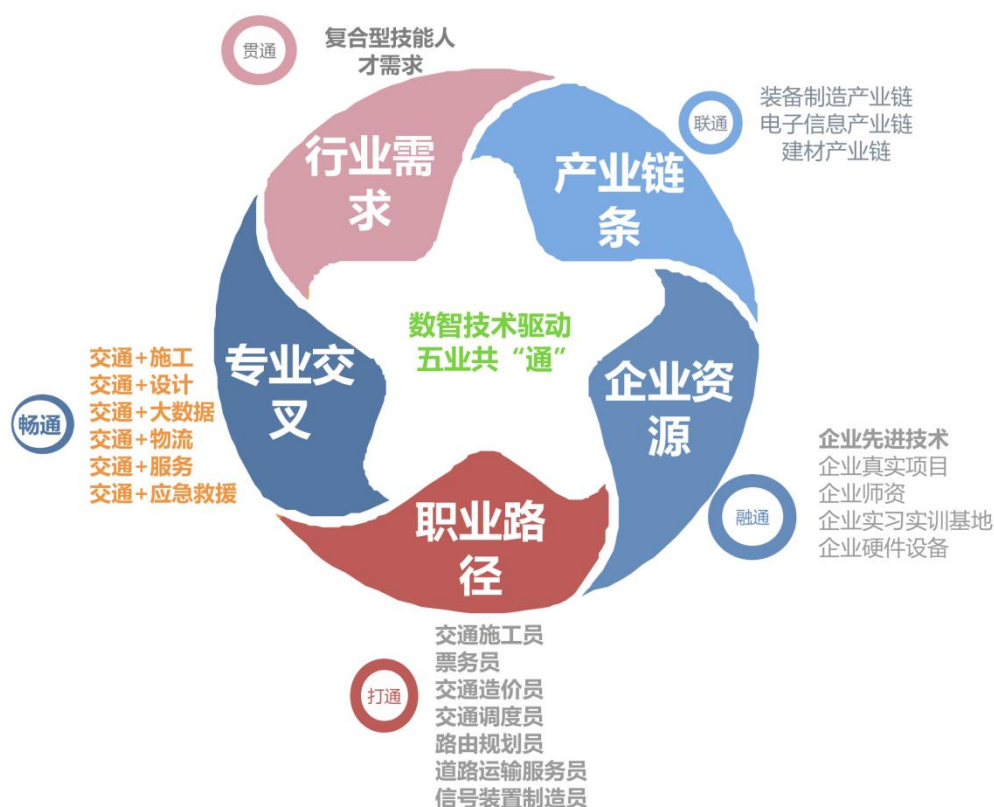 贯通
复合型技能人
才需求
行业需
求
联通
装备制造产业链
电子信息产业链
建材产业链
产业链
条
数智技术驱动
五业共“通”
专业交
叉
畅通
交通+施工
交通+设计
交通+大数据
交通+物流
交通+服务
交通+应急救援
企业资
源
融通
企业先进技术
企业真实项目
企业师资
企业实习实训基地
企业硬件设备
职业路
径
打通
交通施工员
票务员
交通造价员
交通调度员
路由规划员
道路运输服务员
信号装置制造员